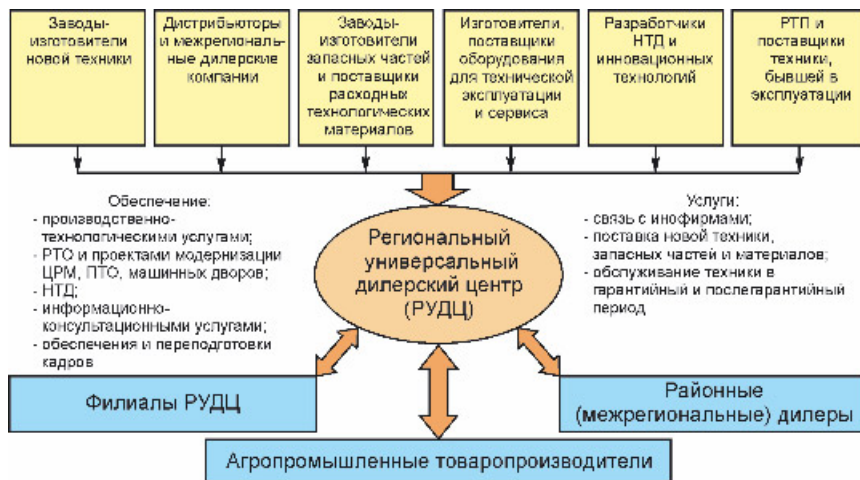 Заводы-
изготовители
новой техники
Дистрибьюторы
и межрегиональ-
ные дилерские
компании
Заводы-
изготовители
запасных частей
и поставщики
расходных
технологических
материалов
Изготовители,
поставщики
оборудования
для технической
эксплуатации
и сервиса
Разработчики
НТД и
инновационных
технологий
РТП и
поставщики
техники,
бывшей в
эксплуатации
Обеспечение:
- производственно-
технологическими услугами;
- РТО и проектами модернизации
ЦРМ, ПТО, машинных дворов;
- НТД;
- информационно-
консультационными услугами;
- обеспечения и переподготовки
кадров
Региональный
универсальный
дилерский центр
(РУДЦ)
Услуги:
- связь с инофирмами;
- поставка новой техники,
запасных частей и материалов;
- обслуживание техники в
гарантийный и послегарантийный
период
Филиалы РУДЦ
Районные
(межрегиональные) дилеры
Агропромышленные товаропроизводители